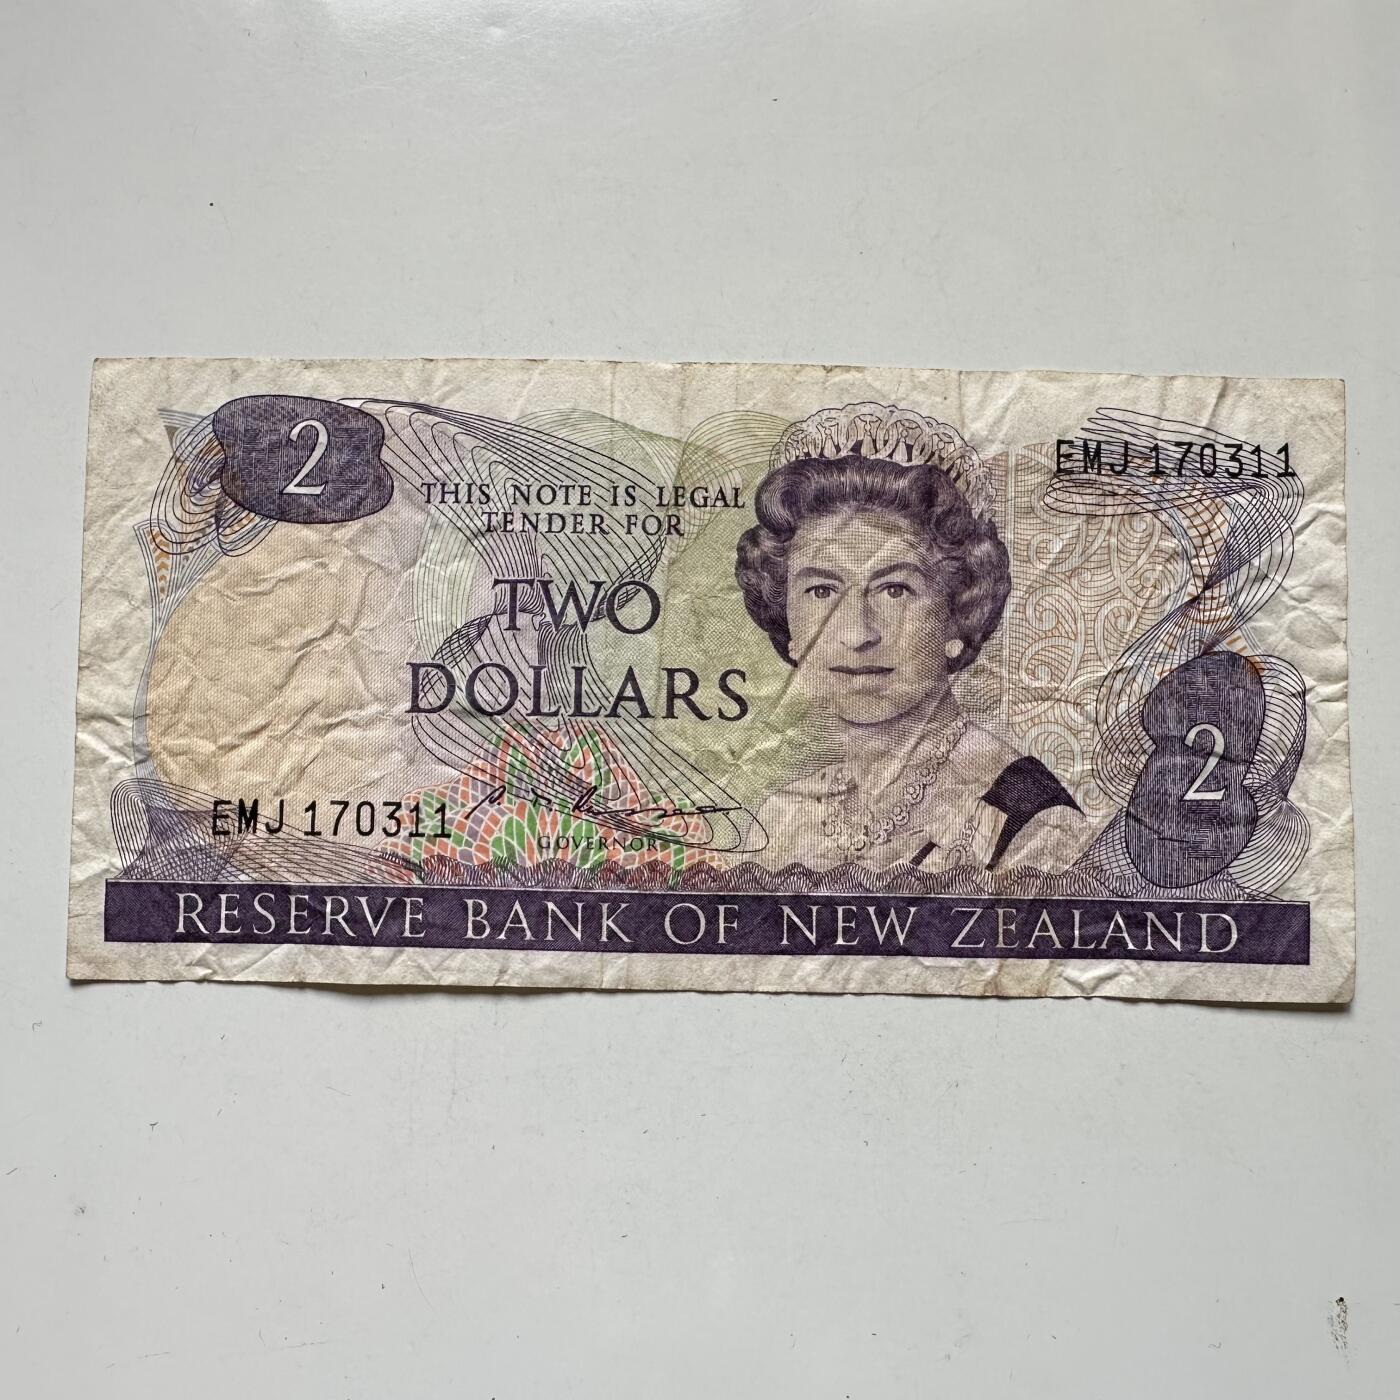 2
EMJ 170311
THIS NOTE IS LEGAL
TENDER FOR
TWO
DOLLARS
2
EMJ 170311
GOVERNOR
RESERVE BANK OF NEW ZEALAND